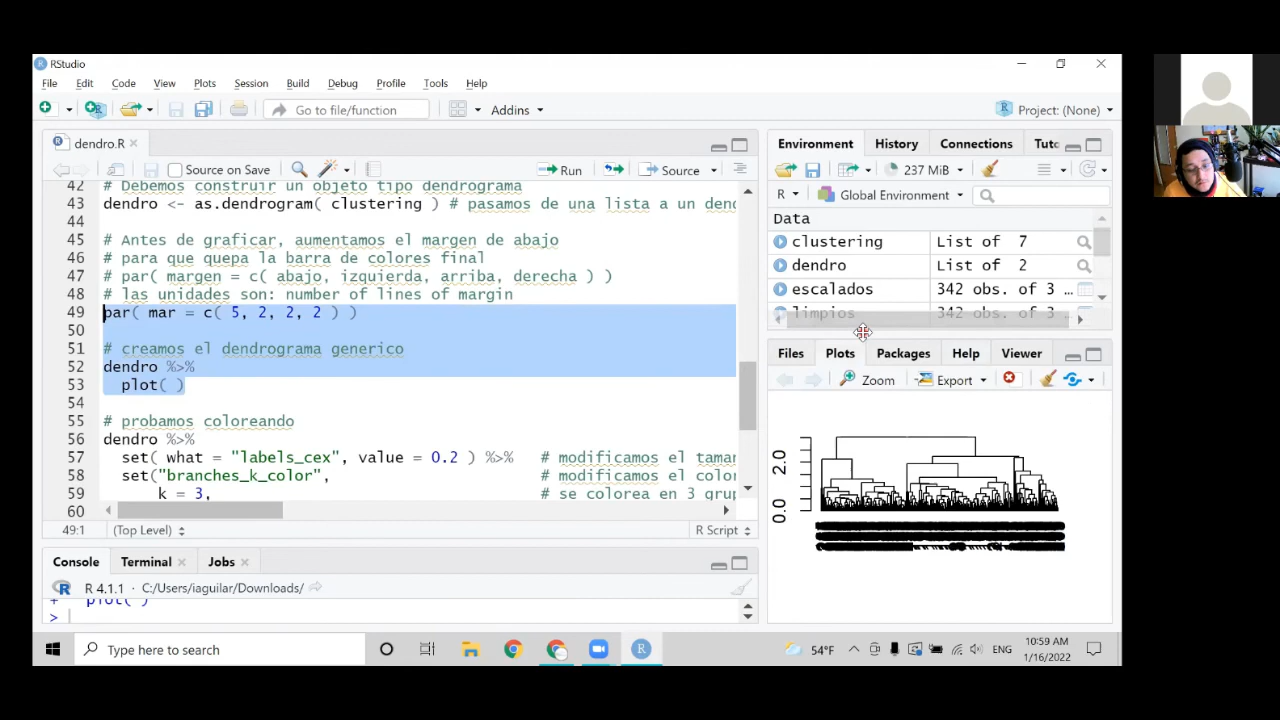 RStudio
File Edit Code View Plots Session Build Debug Profile Tools Help
Go to file/function Addins Project: (None)
dendro.R
Source on Save Run Source
42 # Debemos construir un objeto tipo dendrograma
43 dendro <- as.dendrogram( clustering ) # pasamos de una lista a un dend
44
45 # Antes de graficar, aumentamos el margen de abajo
46 # para que quepa la barra de colores final
47 # par( margen = c( abajo, izquierda, arriba, derecha ) )
48 # las unidades son: number of lines of margin
49 par( mar = c( 5, 2, 2, 2 ) )
50
51 # creamos el dendrograma generico
52 dendro %>%
53 plot( )
54
55 # probamos coloreando
56 dendro %>%
57 set( what = "labels_cex", value = 0.2 ) %>% # modificamos el tamar
58 set("branches_k_color", # modificamos el colo
59 k = 3, # se colorea en 3 grup
60
49:1 (Top Level) R Script
Console Terminal Jobs
R 4.1.1 · C:/Users/iaguilar/Downloads/
+ plot( )
>
Environment History Connections Tuto
237 MiB
R Global Environment
Data
clustering List of 7
dendro List of 2
escalados 342 obs. of 3 …
limpios 342 obs. of 3 …
Files Plots Packages Help Viewer
Zoom Export
2.0
0.0
Type here to search
54°F ENG
10:59 AM
1/16/2022